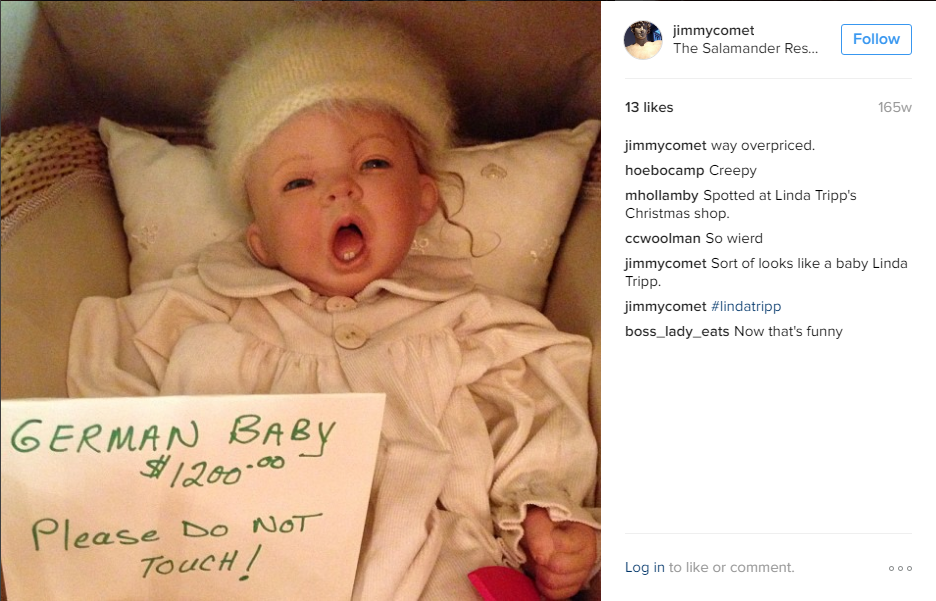 GERMAN BABY
$1200.00
Please Do NOT
TOUCH!
jimmycomet
The Salamander Res...
Follow
13 likes
165w
jimmycomet way overpriced.
hoebocamp Creepy
mhollamby Spotted at Linda Tripp's
Christmas shop.
ccwoolman So wierd
jimmycomet Sort of looks like a baby Linda
Tripp.
jimmycomet #lindatripp
boss_lady_eats Now that's funny
Log in to like or comment.